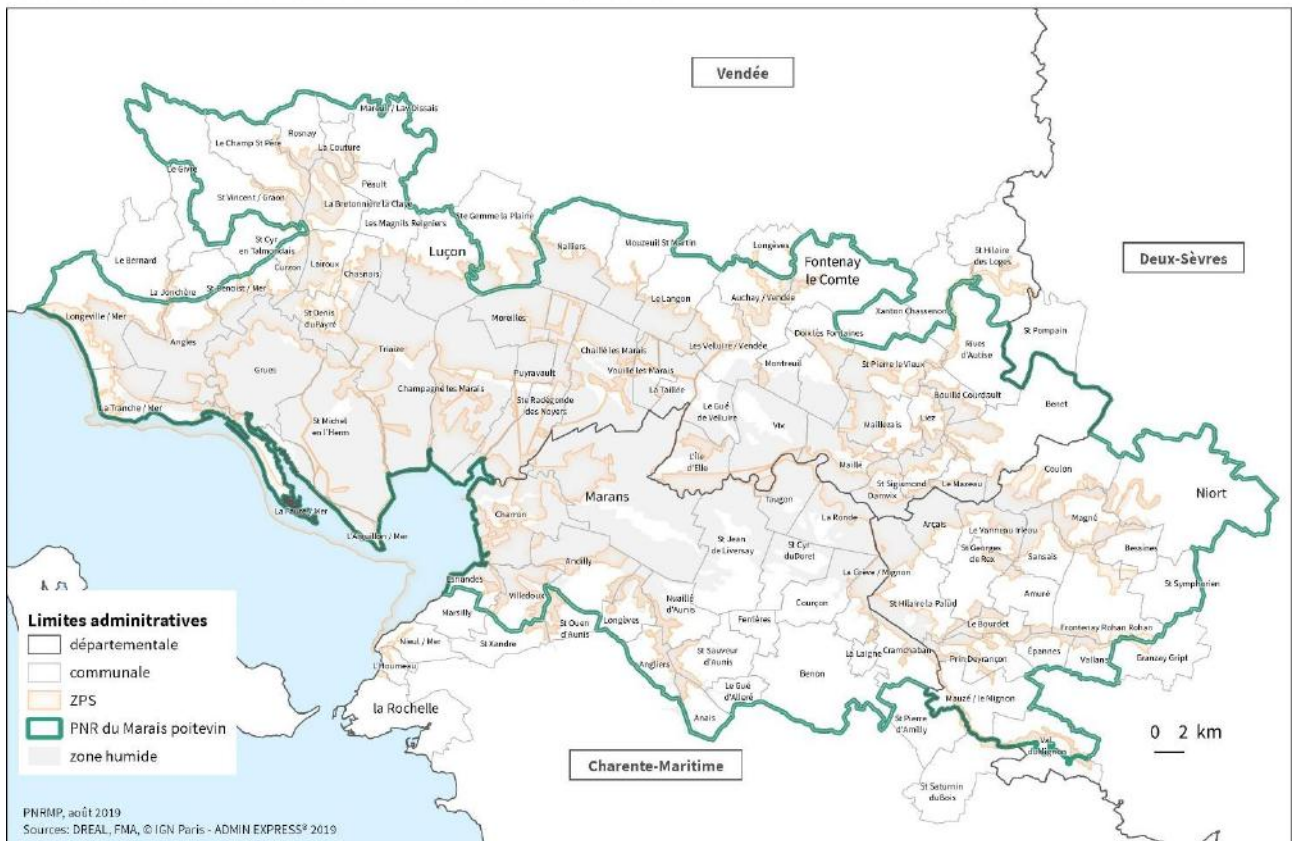 Vendée
Deux-Sèvres
Charente-Maritime
Mareuil / Lay Dissais
Rosnay
Le Champ St Père
La Couture
Le Givre
Péault
St Vincent / Graon
La Bretonnière la Claye
Ste Gemme la Plaine
Les Magnils Reigniers
St Cyr
en Talmondais
Luçon
Nalliers
Mouzeuil St Martin
Longèves
St Hilaire
des Loges
Le Bernard
Curzon
Lairoux
Chasnais
Fontenay
le Comte
La Jonchère
St Benoist / Mer
Le Langon
Auchay / Vendée
Xanton Chassenon
Longeville / Mer
St Denis
du Payré
Moreilles
Doix lès Fontaines
St Pompain
Angles
Triaize
Chaillé les Marais
Les Velluire / Vendée
Rives
d'Autise
Grues
Puyravault
Vouillé les Marais
Montreuil
St Pierre le Vieux
Champagné les Marais
La Taillée
Bouillé Courdault
Benet
La Tranche / Mer
Ste Radégonde
des Noyers
Le Gué
de Velluire
Vix
Maillezais
Liez
St Michel
en l'Herm
L'Île
d'Elle
Maillé
St Sigismond
Le Mazeau
Coulon
Damvix
Niort
La Faute / Mer
Marans
Taugon
Charron
La Ronde
Arçais
Le Vanneau Irleau
Magné
L'Aiguillon / Mer
St Jean
de Liversay
St Cyr
du Doret
St Georges
de Rex
Sansais
Bessines
Andilly
La Grève / Mignon
St Symphorien
Esnandes
Villedoux
Nuaillé
d'Aunis
Courçon
St Hilaire la Palud
Amuré
Marsilly
St Ouen
d'Aunis
Longèves
Ferrières
Le Bourdet
Frontenay Rohan Rohan
Nieul / Mer
St Xandre
St Sauveur
d'Aunis
La Laigne
Cramchaban
Prin Deyrançon
Épannes
Vallans
Granzay Gript
L'Houmeau
Angliers
Benon
Le Gué
d'Alleré
Mauzé / le Mignon
la Rochelle
Anais
St Pierre
d'Amilly
Val
du Mignon
St Saturnin
du Bois
Limites adminitratives
départementale
communale
ZPS
PNR du Marais poitevin
zone humide
0 2 km
PNRMP, août 2019
Sources: DREAL, FMA, © IGN Paris - ADMIN EXPRESS® 2019